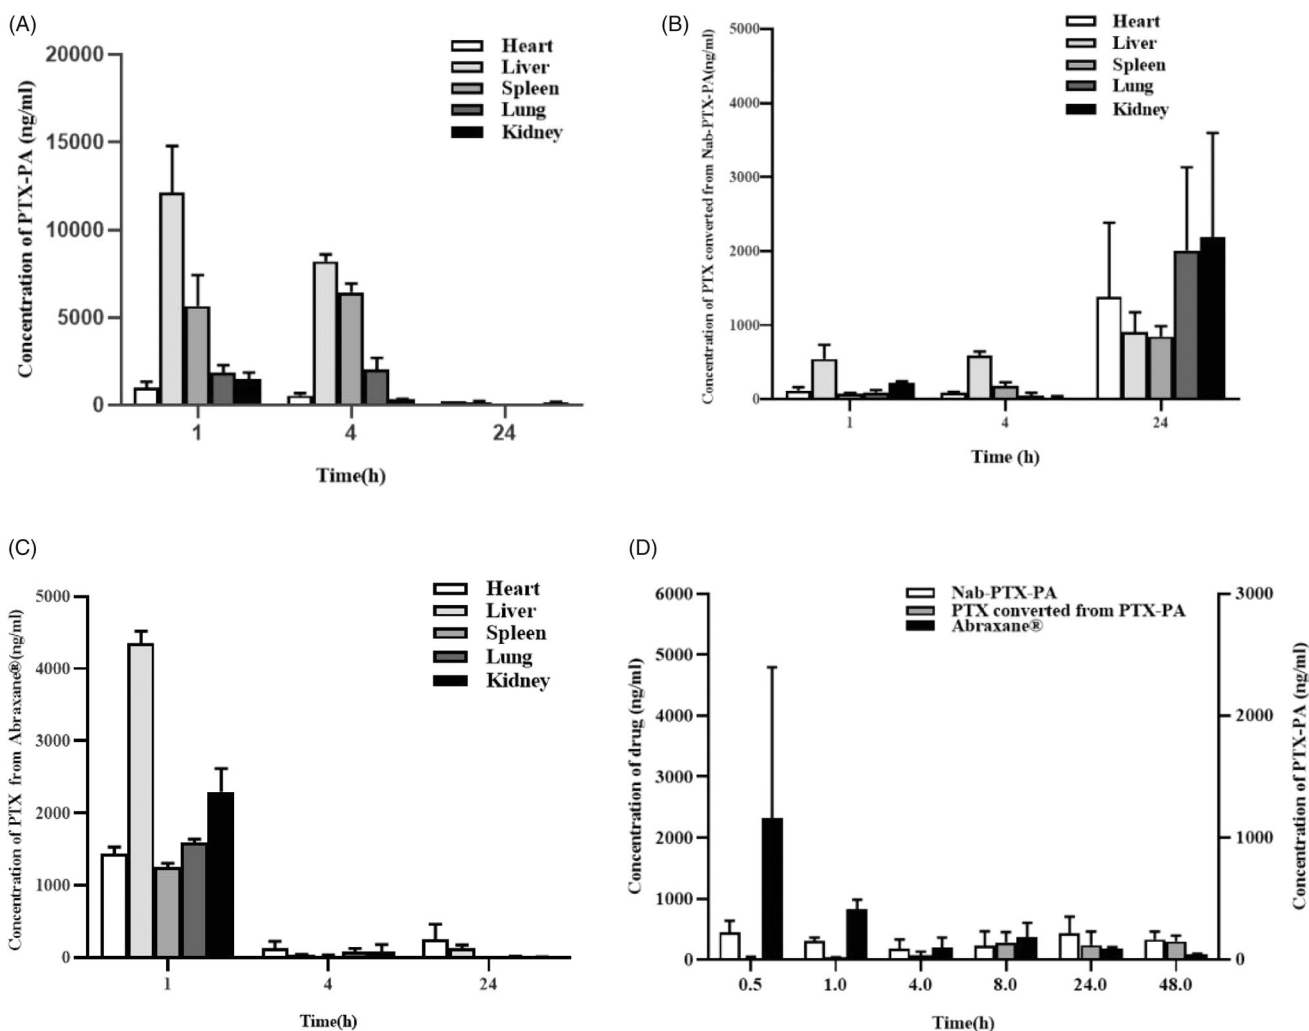 (A)
Concentration of PTX-PA (ng/ml)
20000
15000
10000
5000
0
Heart
Liver
Spleen
Lung
Kidney
1
4
24
Time(h)
(B)
Concentration of PTX converted from Nab-PTX-PA(ng/ml)
5000
4000
3000
2000
1000
0
Heart
Liver
Spleen
Lung
Kidney
1
4
24
Time (h)
(C)
Concentration of PTX from Abraxane®(ng/ml)
5000
4000
3000
2000
1000
0
Heart
Liver
Spleen
Lung
Kidney
1
4
24
Time(h)
(D)
Concentration of drug (ng/ml)
6000
5000
4000
3000
2000
1000
0
Nab-PTX-PA
PTX converted from PTX-PA
Abraxane®
3000
2000
1000
0
Concentration of PTX-PA (ng/ml)
0.5
1.0
4.0
8.0
24.0
48.0
Time(h)